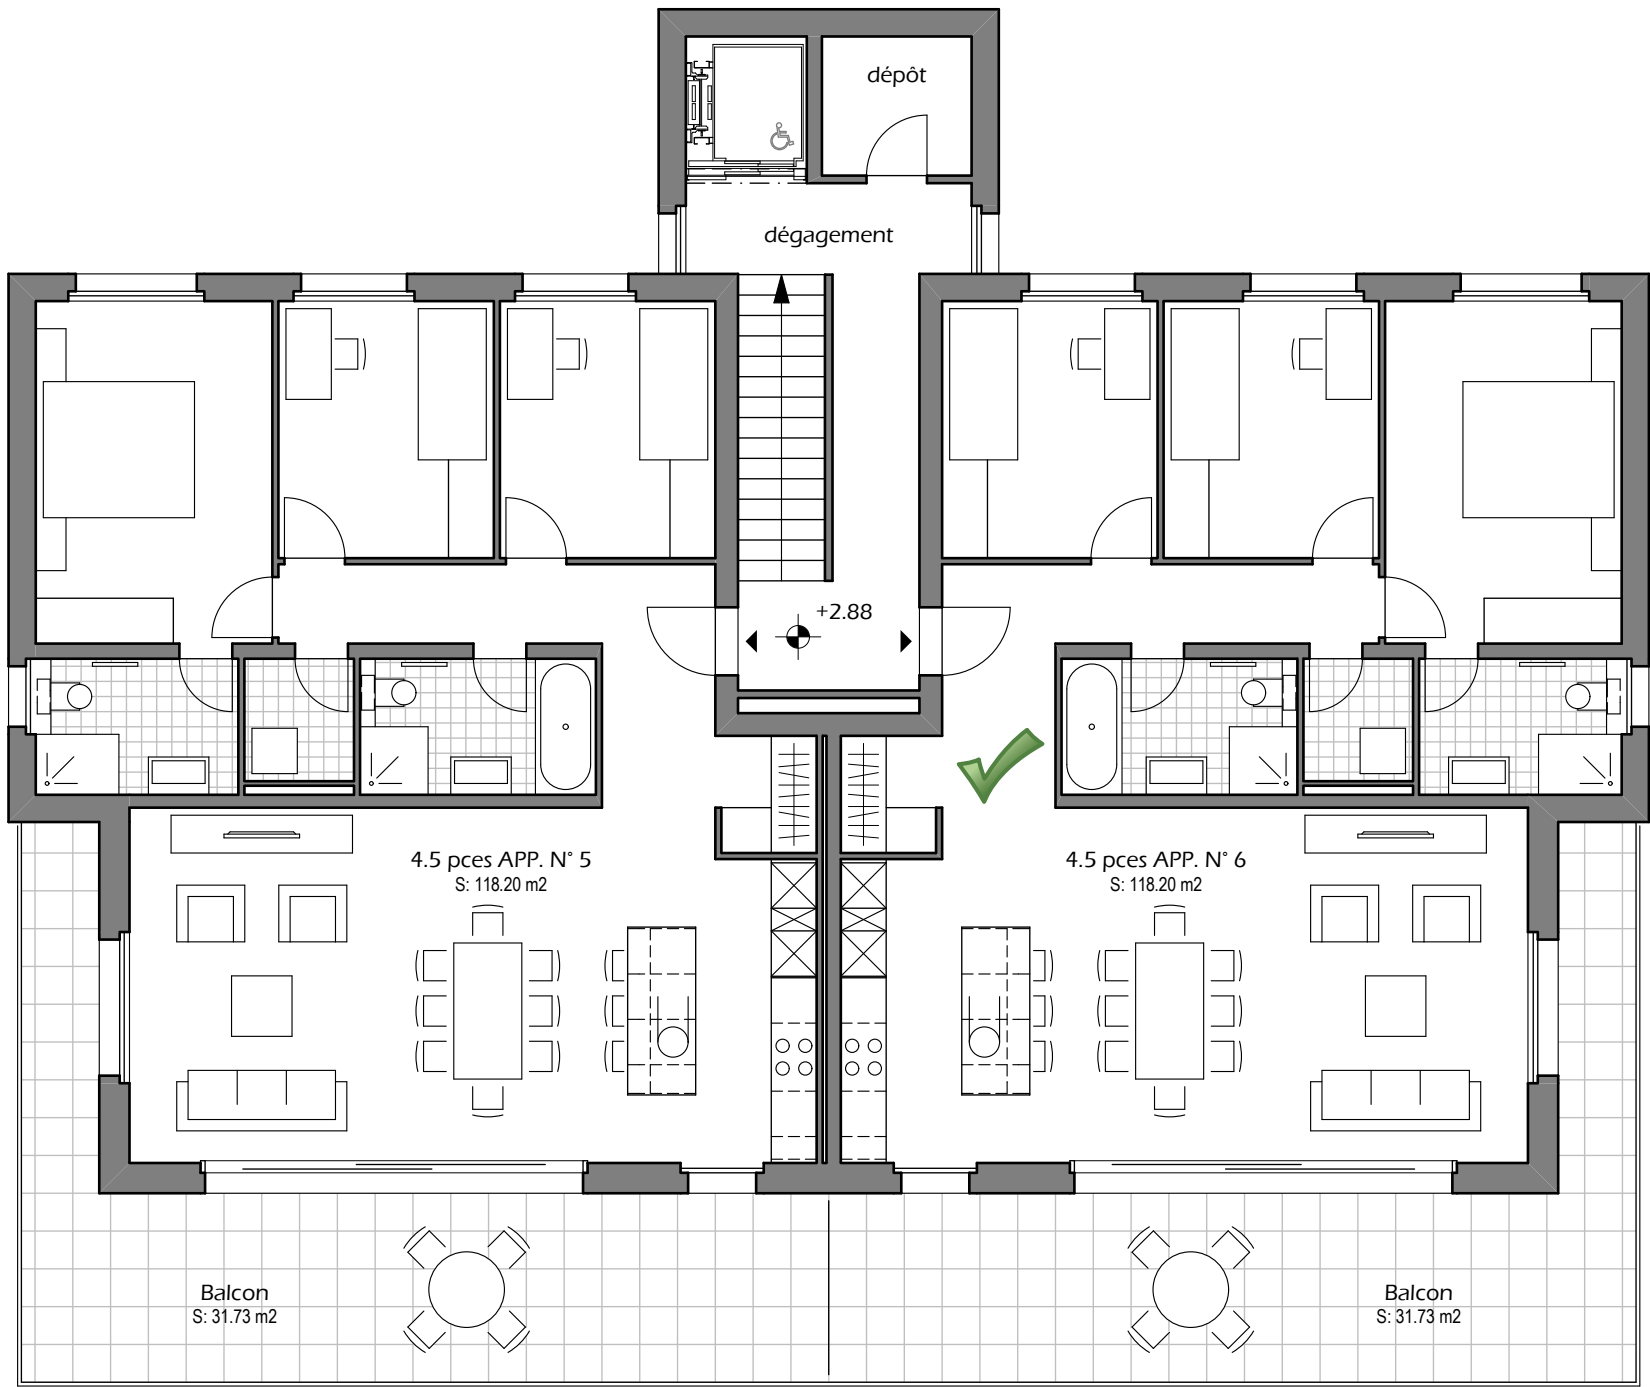 dépôt
dégagement
+2.88
4.5 pces APP. N° 5
S: 118.20 m2
4.5 pces APP. N° 6
S: 118.20 m2
Balcon
S: 31.73 m2
Balcon
S: 31.73 m2